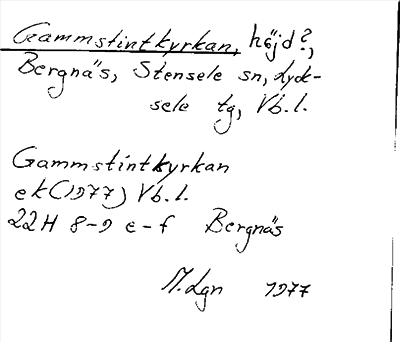 Gammstintkyrkan, höjd?,
Bergnäs, Stensele sn, Lyck-
sele tg, Vb.l.
Gammstintkyrkan
ek(1977) Vb.l.
22H 8-9 e-f Bergnäs
M.Lgn 1977